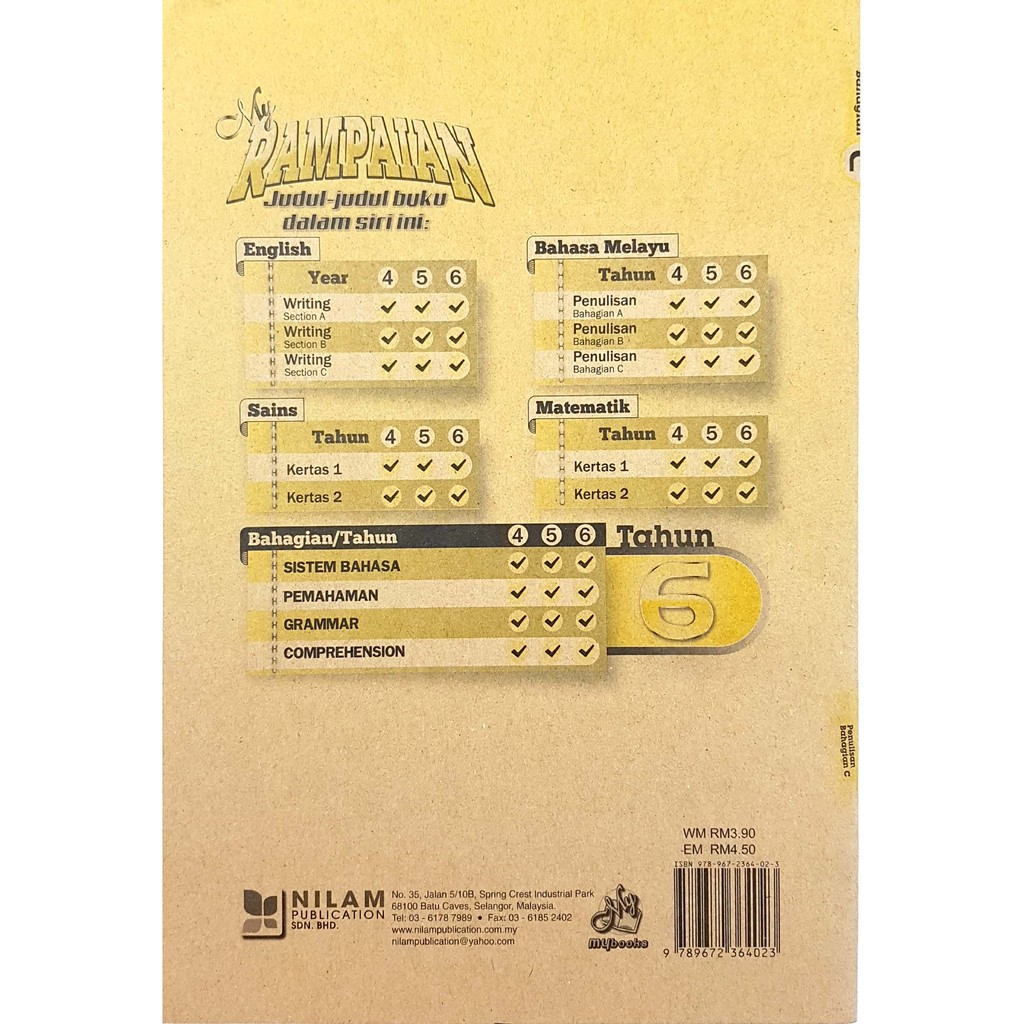 My
RAMPAIAN
Judul-judul buku
dalam siri ini:
English
Year 4 5 6
Writing ✓ ✓ ✓
Section A
Writing ✓ ✓ ✓
Section B
Writing ✓ ✓ ✓
Section C
Bahasa Melayu
Tahun 4 5 6
Penulisan ✓ ✓ ✓
Bahagian A
Penulisan ✓ ✓ ✓
Bahagian B
Penulisan ✓ ✓ ✓
Bahagian C
Sains
Tahun 4 5 6
Kertas 1 ✓ ✓ ✓
Kertas 2 ✓ ✓ ✓
Matematik
Tahun 4 5 6
Kertas 1 ✓ ✓ ✓
Kertas 2 ✓ ✓ ✓
Bahagian/Tahun 4 5 6
SISTEM BAHASA ✓ ✓ ✓
PEMAHAMAN ✓ ✓ ✓
GRAMMAR ✓ ✓ ✓
COMPREHENSION ✓ ✓ ✓
Tahun
6
Bahagian
C
Penulisan
Bahagian C
WM RM3.90
EM RM4.50
ISBN 978-967-2364-02-3
9 789672 364023
NILAM
PUBLICATION
SDN. BHD.
No. 35, Jalan 5/10B, Spring Crest Industrial Park
68100 Batu Caves, Selangor, Malaysia.
Tel: 03 - 6178 7989 • Fax: 03 - 6185 2402
www.nilampublication.com.my
nilampublication@yahoo.com
My
MYbooks